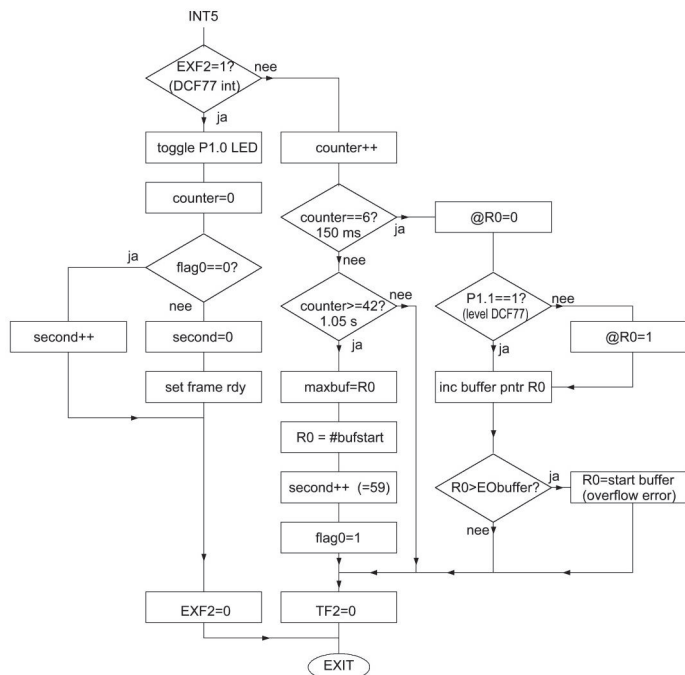 INT5
EXF2=1?
(DCF77 int)
nee
ja
toggle P1.0 LED
counter=0
flag0==0?
ja
nee
second++
second=0
set frame rdy
EXF2=0
counter++
counter==6?
150 ms
ja
nee
counter>=42?
1.05 s
nee
ja
maxbuf=R0
R0 = #bufstart
second++ (=59)
flag0=1
TF2=0
@R0=0
P1.1==1?
(level DCF77)
nee
ja
@R0=1
inc buffer pntr R0
R0>EObuffer?
ja
nee
R0=start buffer
(overflow error)
EXIT